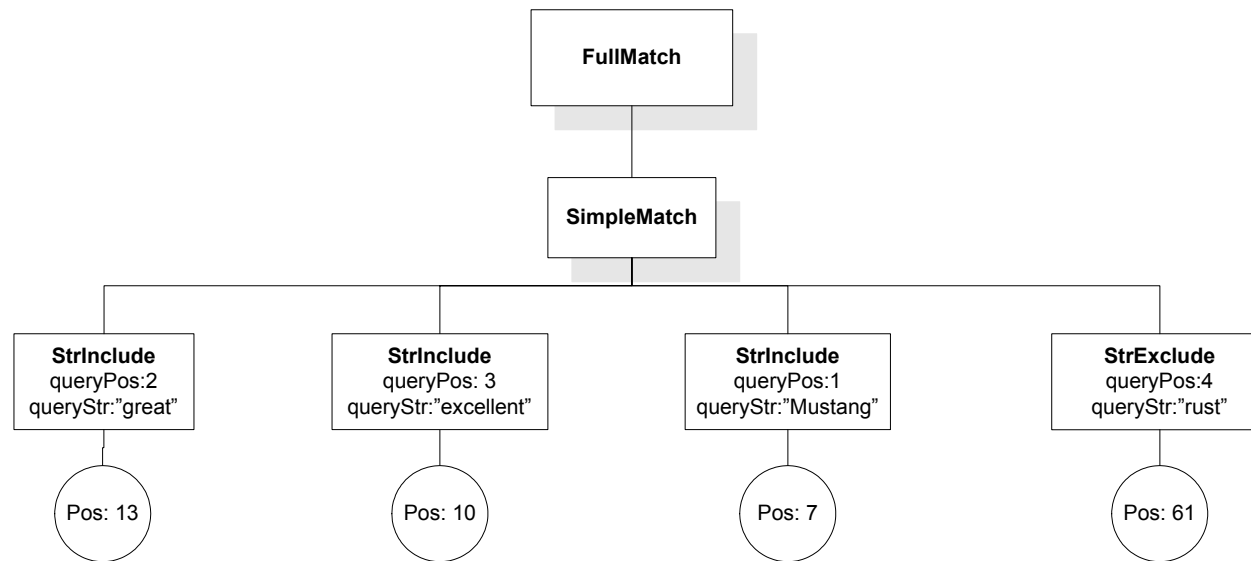 FullMatch
SimpleMatch
StrInclude
queryPos:2
queryStr:”great”
StrInclude
queryPos: 3
queryStr:”excellent”
StrInclude
queryPos:1
queryStr:”Mustang”
StrExclude
queryPos:4
queryStr:”rust”
Pos: 13
Pos: 10
Pos: 7
Pos: 61